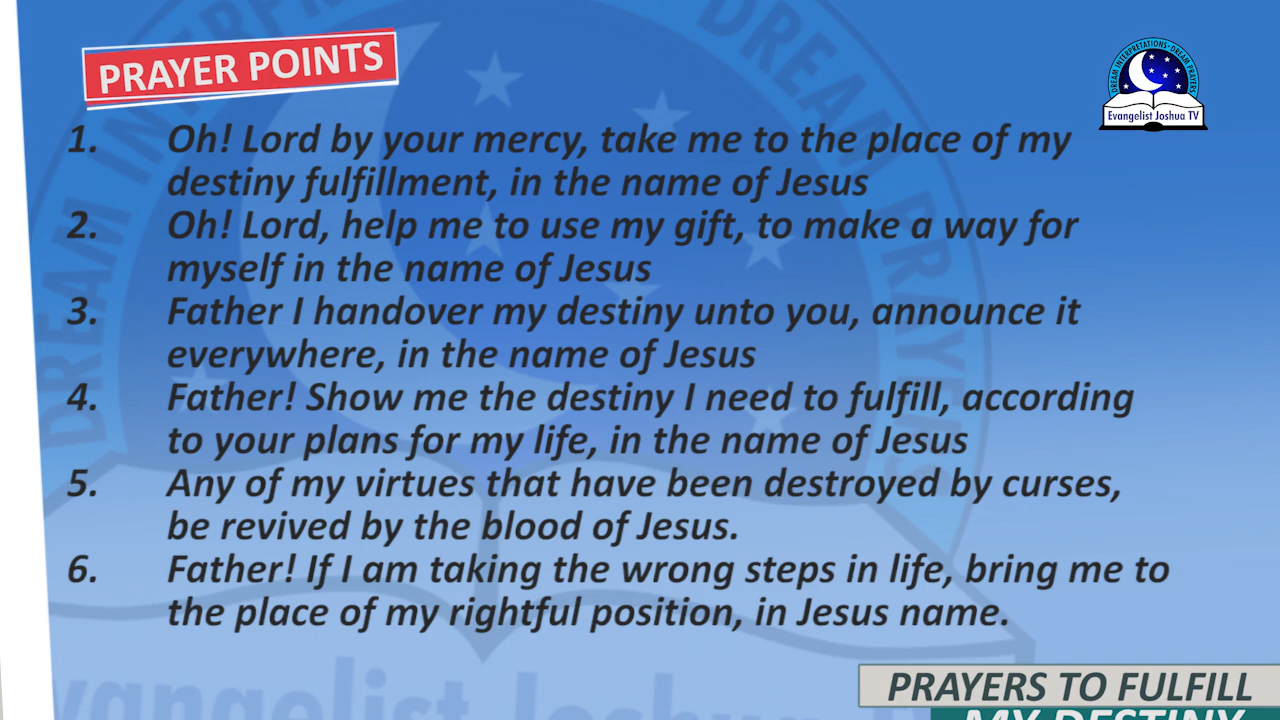 PRAYER POINTS
DREAM INTERPRETATIONS - DREAM PRAYERS
Evangelist Joshua TV
1. Oh! Lord by your mercy, take me to the place of my
destiny fulfillment, in the name of Jesus
2. Oh! Lord, help me to use my gift, to make a way for
myself in the name of Jesus
3. Father I handover my destiny unto you, announce it
everywhere, in the name of Jesus
4. Father! Show me the destiny I need to fulfill, according
to your plans for my life, in the name of Jesus
5. Any of my virtues that have been destroyed by curses,
be revived by the blood of Jesus.
6. Father! If I am taking the wrong steps in life, bring me to
the place of my rightful position, in Jesus name.
PRAYERS TO FULFILL
MY DESTINY